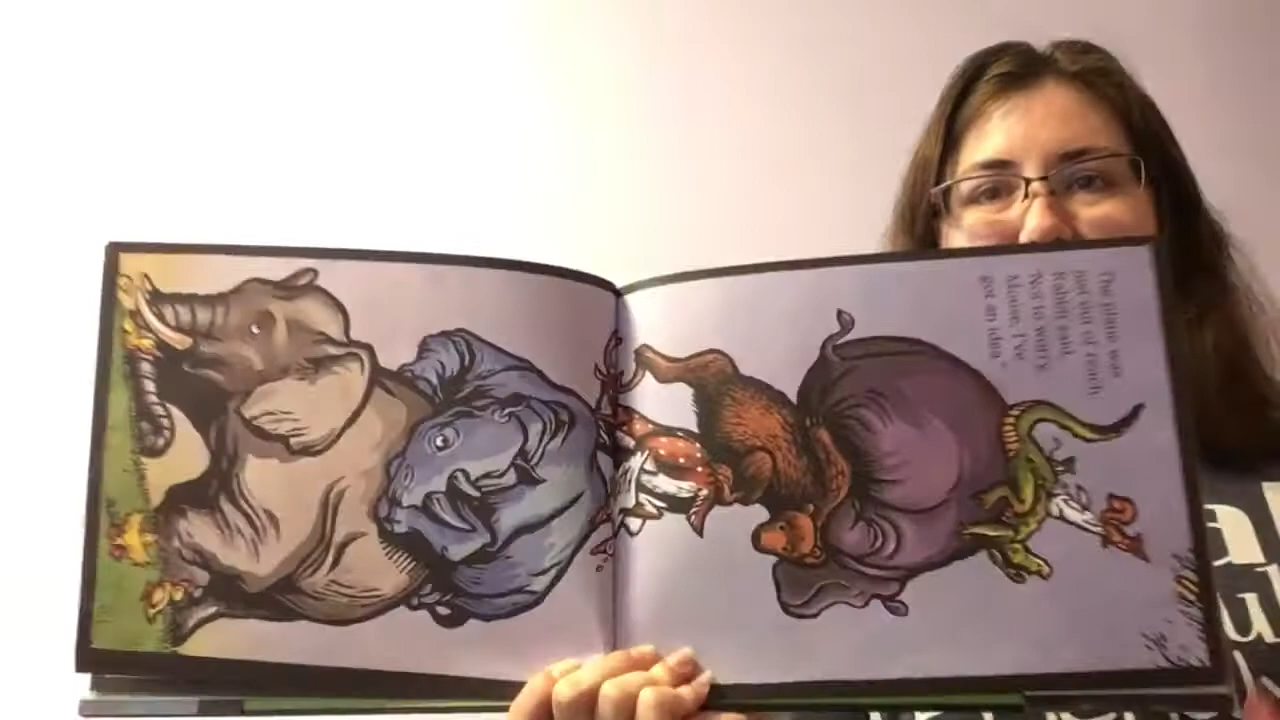 The plane was
just out of reach.
Rabbit said,
"Not to worry,
Mouse, I've
got an idea."